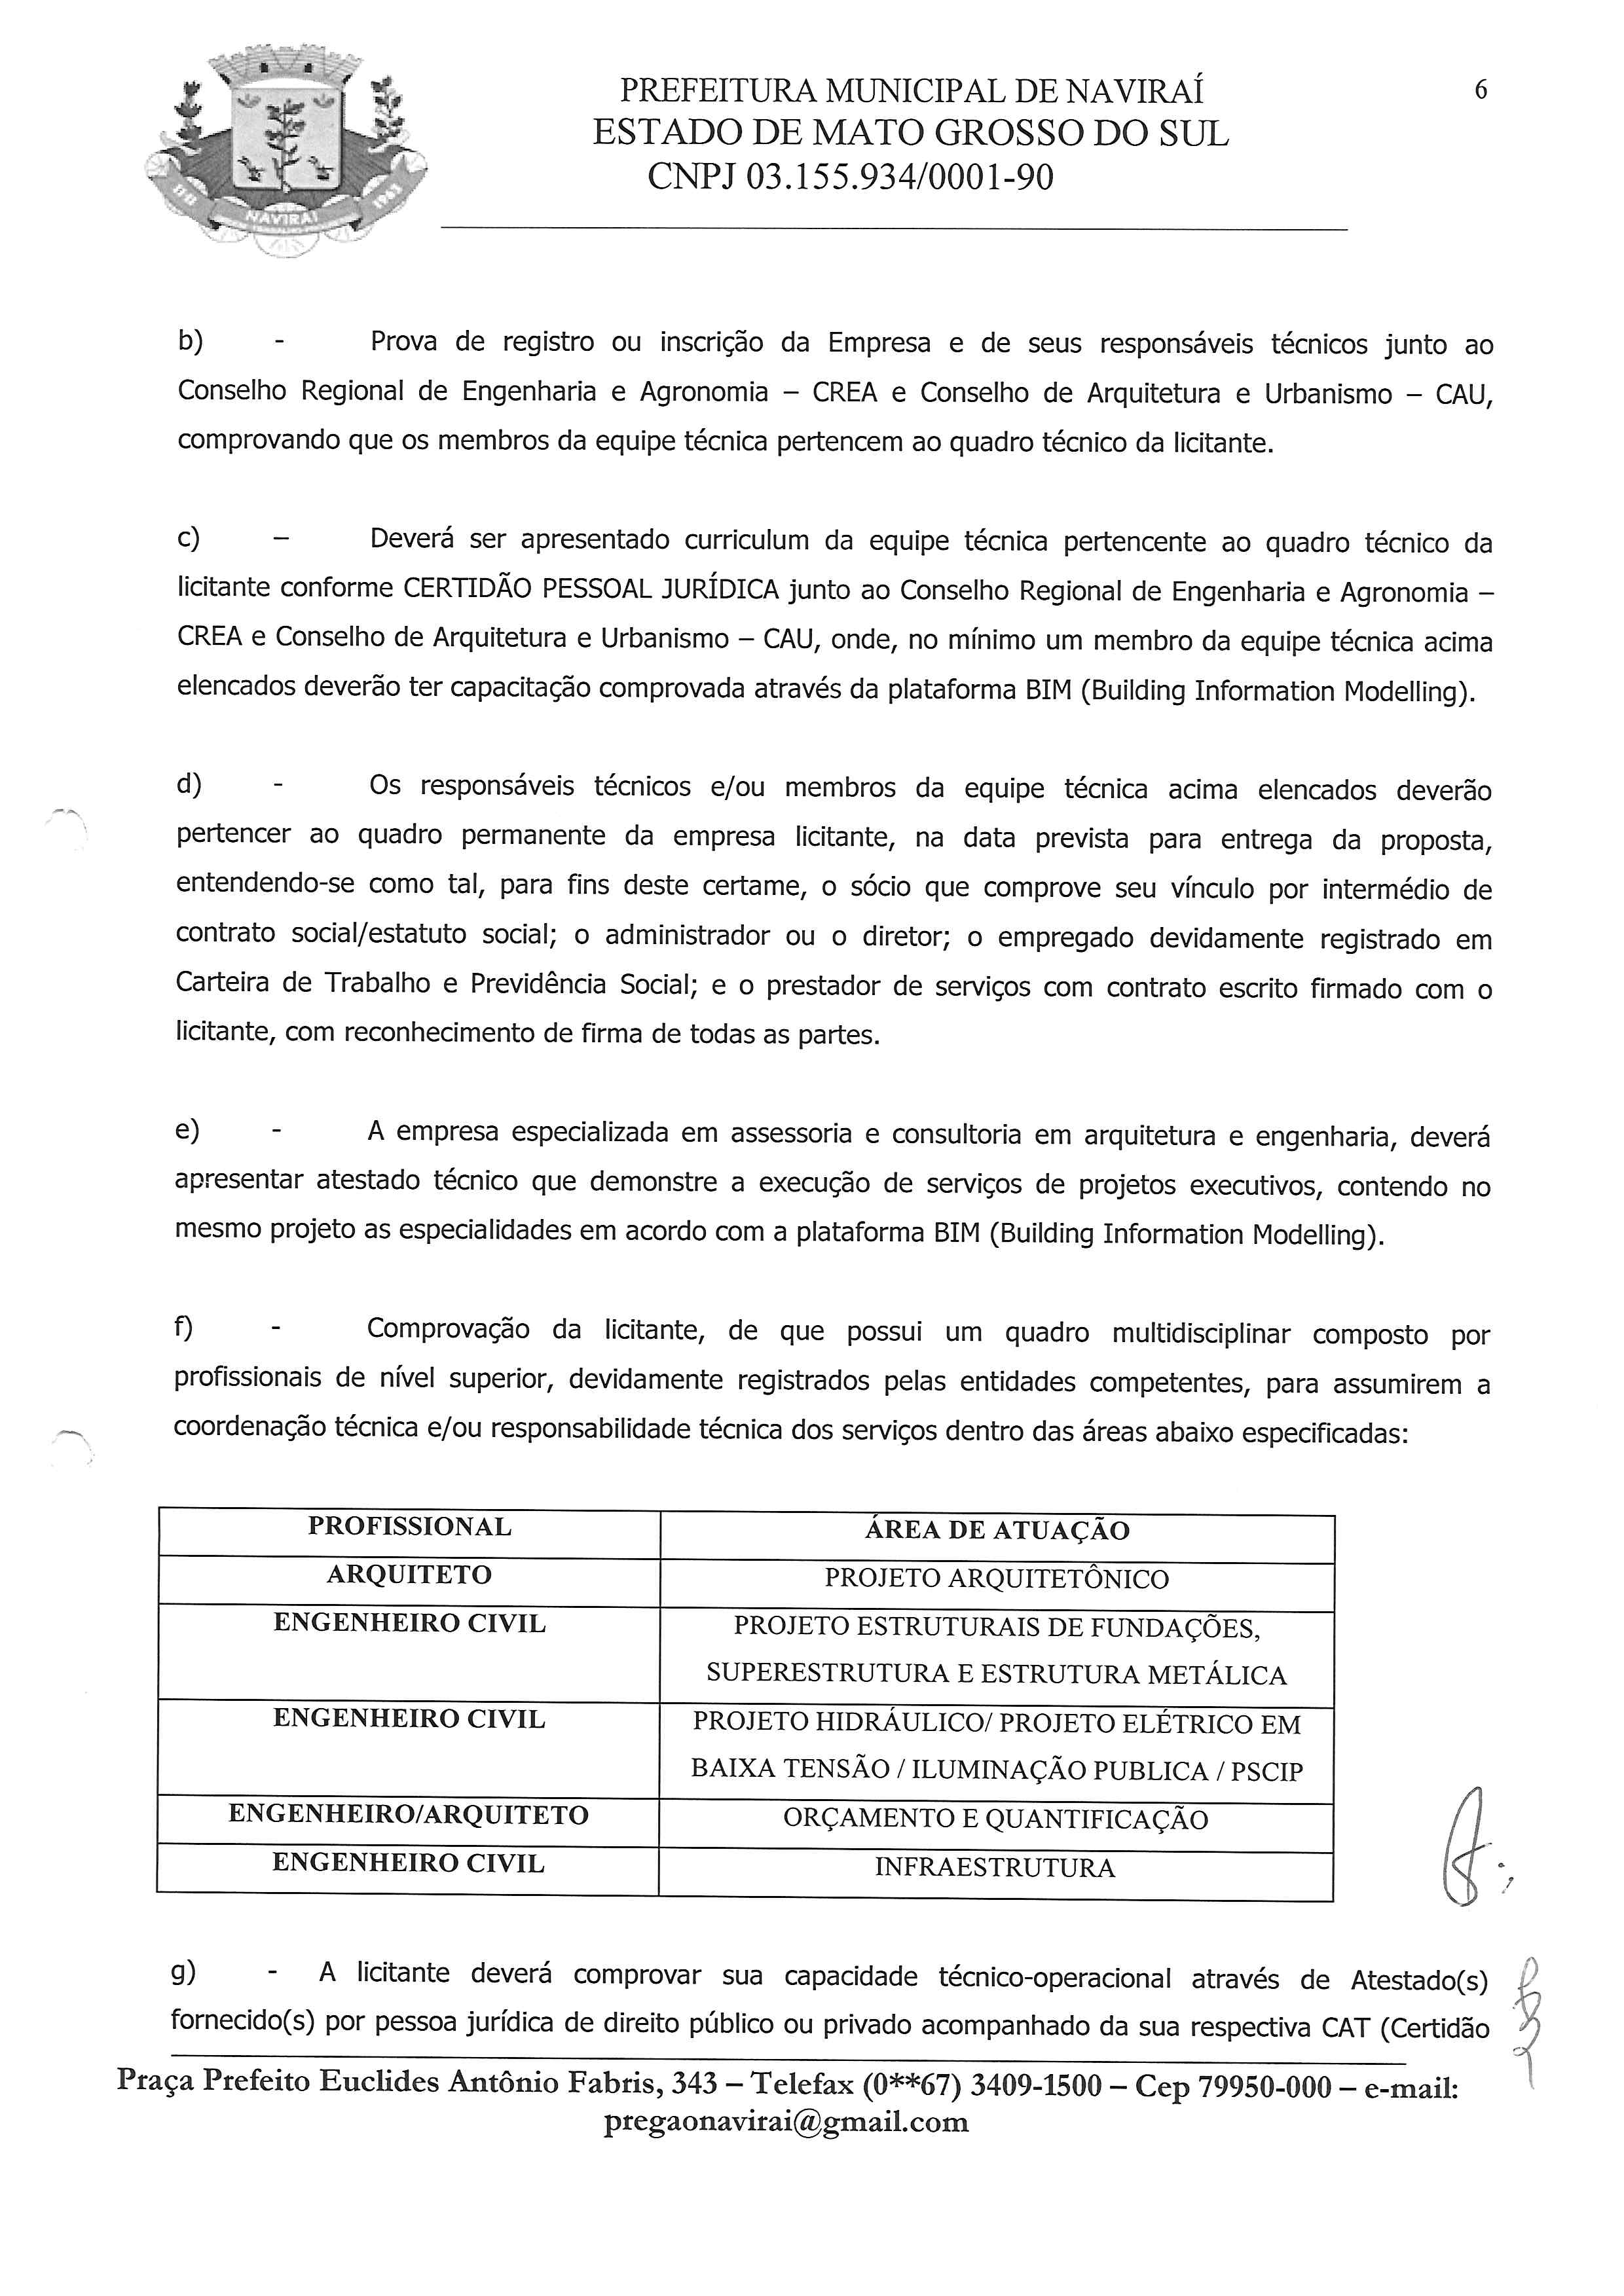 PREFEITURA MUNICIPAL DE NAVIRAÍ
6
ESTADO DE MATO GROSSO DO SUL
CNPJ 03.155.934/0001-90
NAVIRAÍ
1963
b) - Prova de registro ou inscrição da Empresa e de seus responsáveis técnicos junto ao
Conselho Regional de Engenharia e Agronomia – CREA e Conselho de Arquitetura e Urbanismo – CAU,
comprovando que os membros da equipe técnica pertencem ao quadro técnico da licitante.
c) – Deverá ser apresentado curriculum da equipe técnica pertencente ao quadro técnico da
licitante conforme CERTIDÃO PESSOAL JURÍDICA junto ao Conselho Regional de Engenharia e Agronomia –
CREA e Conselho de Arquitetura e Urbanismo – CAU, onde, no mínimo um membro da equipe técnica acima
elencados deverão ter capacitação comprovada através da plataforma BIM (Building Information Modelling).
d) - Os responsáveis técnicos e/ou membros da equipe técnica acima elencados deverão
pertencer ao quadro permanente da empresa licitante, na data prevista para entrega da proposta,
entendendo-se como tal, para fins deste certame, o sócio que comprove seu vínculo por intermédio de
contrato social/estatuto social; o administrador ou o diretor; o empregado devidamente registrado em
Carteira de Trabalho e Previdência Social; e o prestador de serviços com contrato escrito firmado com o
licitante, com reconhecimento de firma de todas as partes.
e) - A empresa especializada em assessoria e consultoria em arquitetura e engenharia, deverá
apresentar atestado técnico que demonstre a execução de serviços de projetos executivos, contendo no
mesmo projeto as especialidades em acordo com a plataforma BIM (Building Information Modelling).
f) - Comprovação da licitante, de que possui um quadro multidisciplinar composto por
profissionais de nível superior, devidamente registrados pelas entidades competentes, para assumirem a
coordenação técnica e/ou responsabilidade técnica dos serviços dentro das áreas abaixo especificadas:
PROFISSIONAL ÁREA DE ATUAÇÃO
ARQUITETO PROJETO ARQUITETÔNICO
ENGENHEIRO CIVIL PROJETO ESTRUTURAIS DE FUNDAÇÕES,
SUPERESTRUTURA E ESTRUTURA METÁLICA
ENGENHEIRO CIVIL PROJETO HIDRÁULICO/ PROJETO ELÉTRICO EM
BAIXA TENSÃO / ILUMINAÇÃO PUBLICA / PSCIP
ENGENHEIRO/ARQUITETO ORÇAMENTO E QUANTIFICAÇÃO
ENGENHEIRO CIVIL INFRAESTRUTURA
g) - A licitante deverá comprovar sua capacidade técnico-operacional através de Atestado(s)
fornecido(s) por pessoa jurídica de direito público ou privado acompanhado da sua respectiva CAT (Certidão
Praça Prefeito Euclides Antônio Fabris, 343 – Telefax (0**67) 3409-1500 – Cep 79950-000 – e-mail:
pregaonavirai@gmail.com